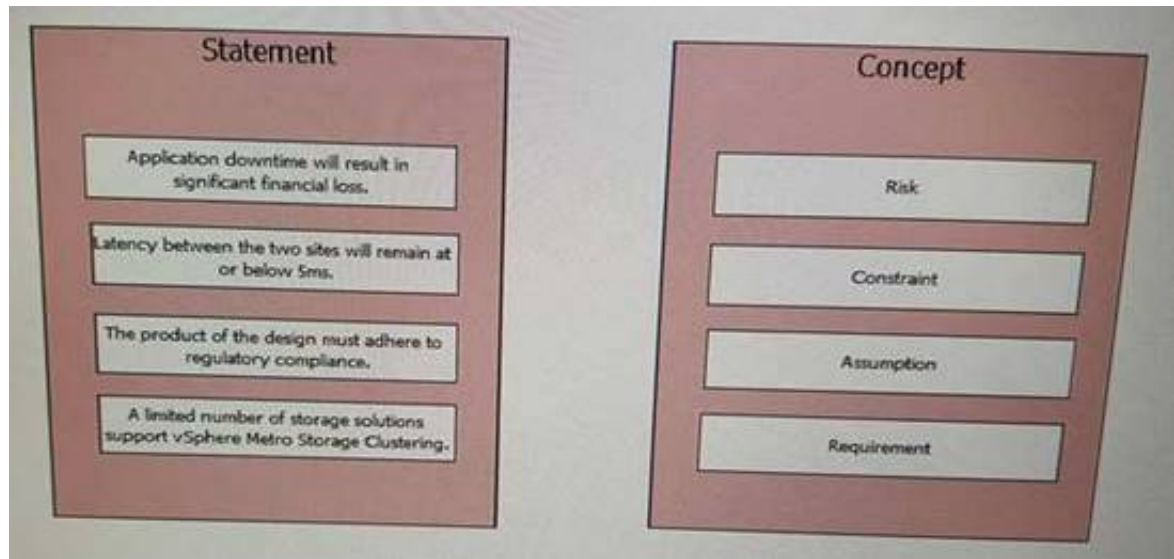 Statement
Application downtime will result in
significant financial loss.
Latency between the two sites will remain at
or below 5ms.
The product of the design must adhere to
regulatory compliance.
A limited number of storage solutions
support vSphere Metro Storage Clustering.
Concept
Risk
Constraint
Assumption
Requirement